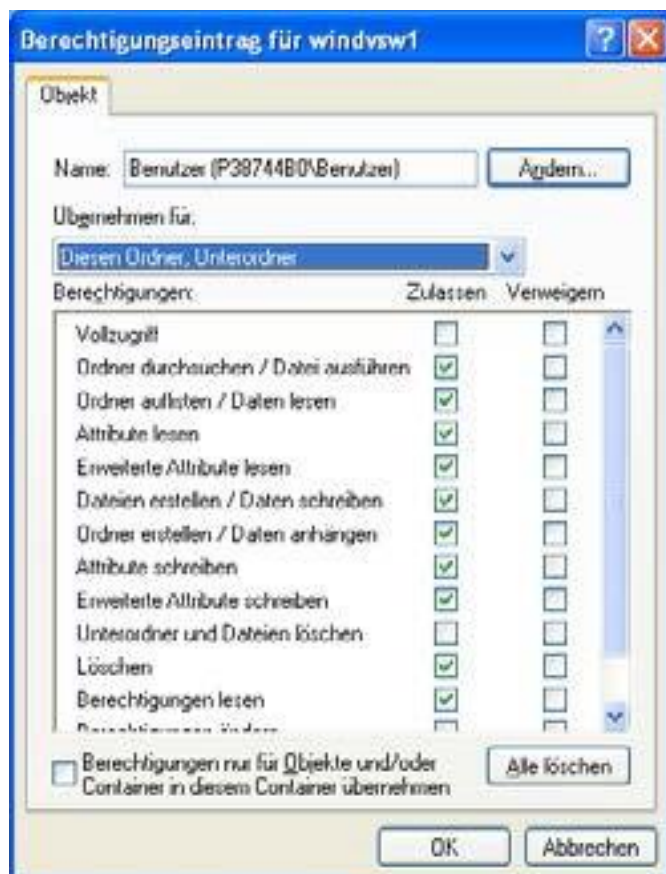 Berechtigungseintrag für windvsw1
Objekt
Name: Benutzer (P38744B0\Benutzer) Ändern...
Übernehmen für:
Diesen Ordner, Unterordner
Berechtigungen: Zulassen Verweigern
Vollzugriff
Ordner durchsuchen / Datei ausführen
Ordner auflisten / Daten lesen
Attribute lesen
Erweiterte Attribute lesen
Dateien erstellen / Daten schreiben
Ordner erstellen / Daten anhängen
Attribute schreiben
Erweiterte Attribute schreiben
Unterordner und Dateien löschen
Löschen
Berechtigungen lesen
Berechtigungen nur für Objekte und/oder
Container in diesem Container übernehmen
Alle löschen
OK Abbrechen